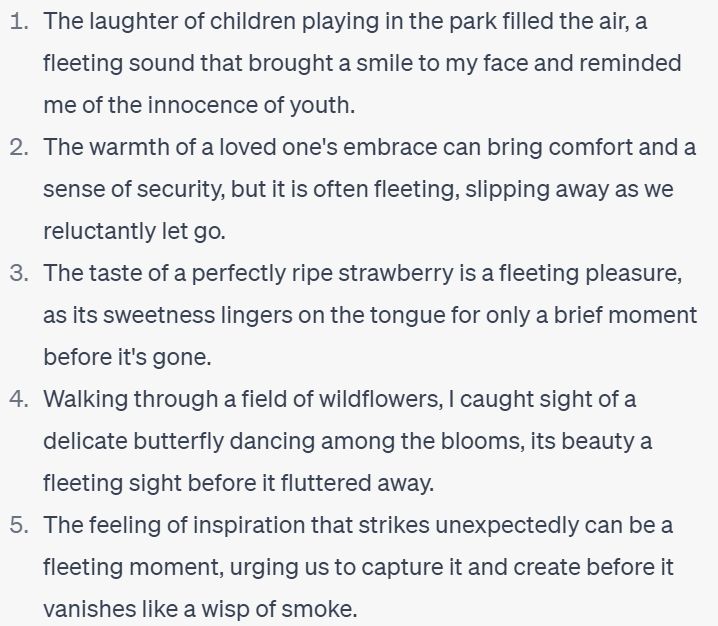 1. The laughter of children playing in the park filled the air, a
fleeting sound that brought a smile to my face and reminded
me of the innocence of youth.
2. The warmth of a loved one's embrace can bring comfort and a
sense of security, but it is often fleeting, slipping away as we
reluctantly let go.
3. The taste of a perfectly ripe strawberry is a fleeting pleasure,
as its sweetness lingers on the tongue for only a brief moment
before it's gone.
4. Walking through a field of wildflowers, I caught sight of a
delicate butterfly dancing among the blooms, its beauty a
fleeting sight before it fluttered away.
5. The feeling of inspiration that strikes unexpectedly can be a
fleeting moment, urging us to capture it and create before it
vanishes like a wisp of smoke.